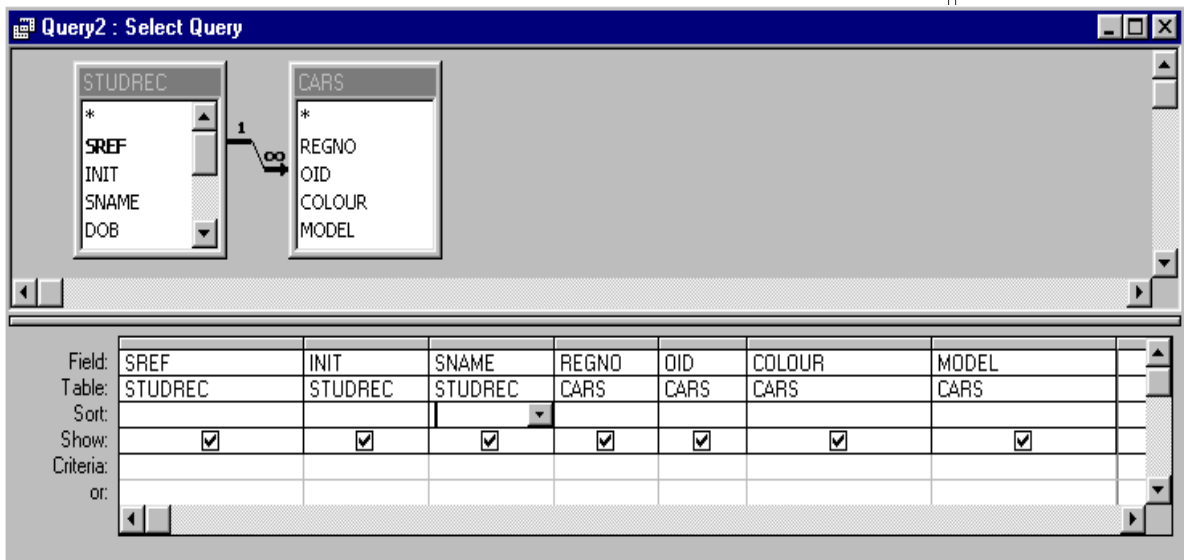 Query2 : Select Query
STUDREC
*
SREF
INIT
SNAME
DOB
1 ∞
CARS
*
REGNO
OID
COLOUR
MODEL
Field: SREF INIT SNAME REGNO OID COLOUR MODEL
Table: STUDREC STUDREC STUDREC CARS CARS CARS CARS
Sort:
Show:
Criteria:
or: